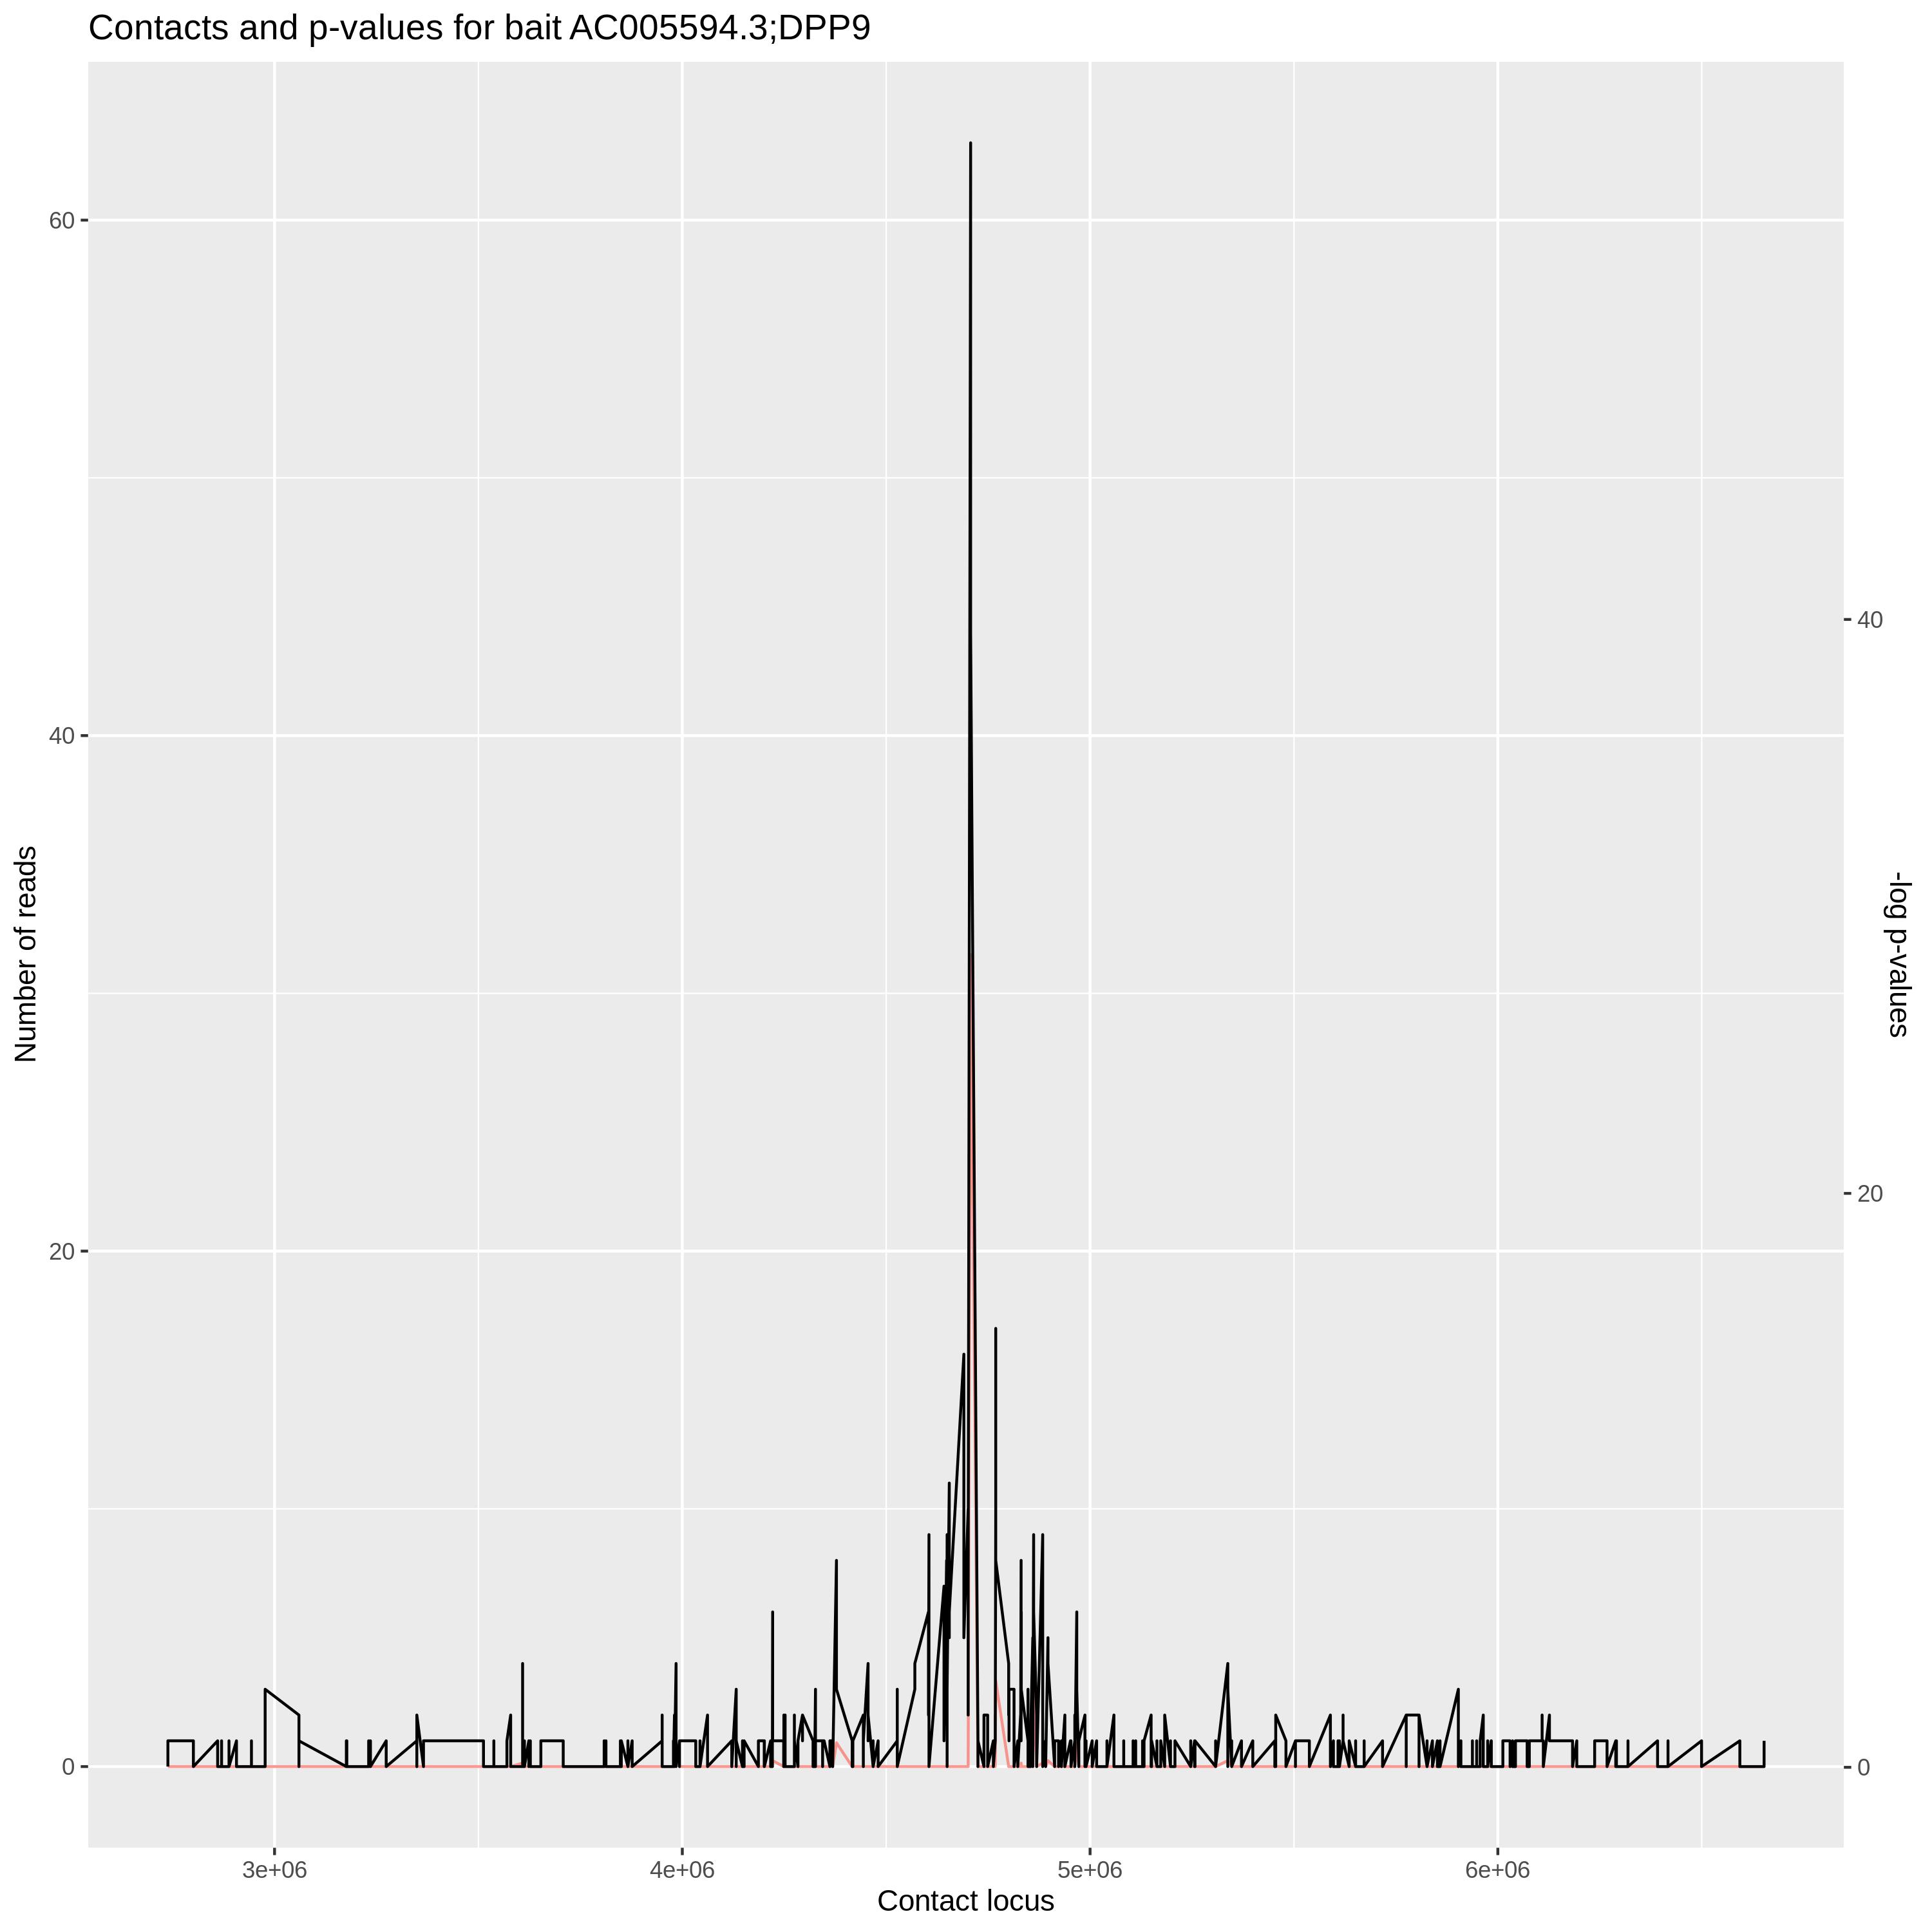 Contacts and p-values for bait AC005594.3;DPP9
60
40
20
0
Number of reads
40
20
0
-log p-values
3e+06 4e+06 5e+06 6e+06
Contact locus